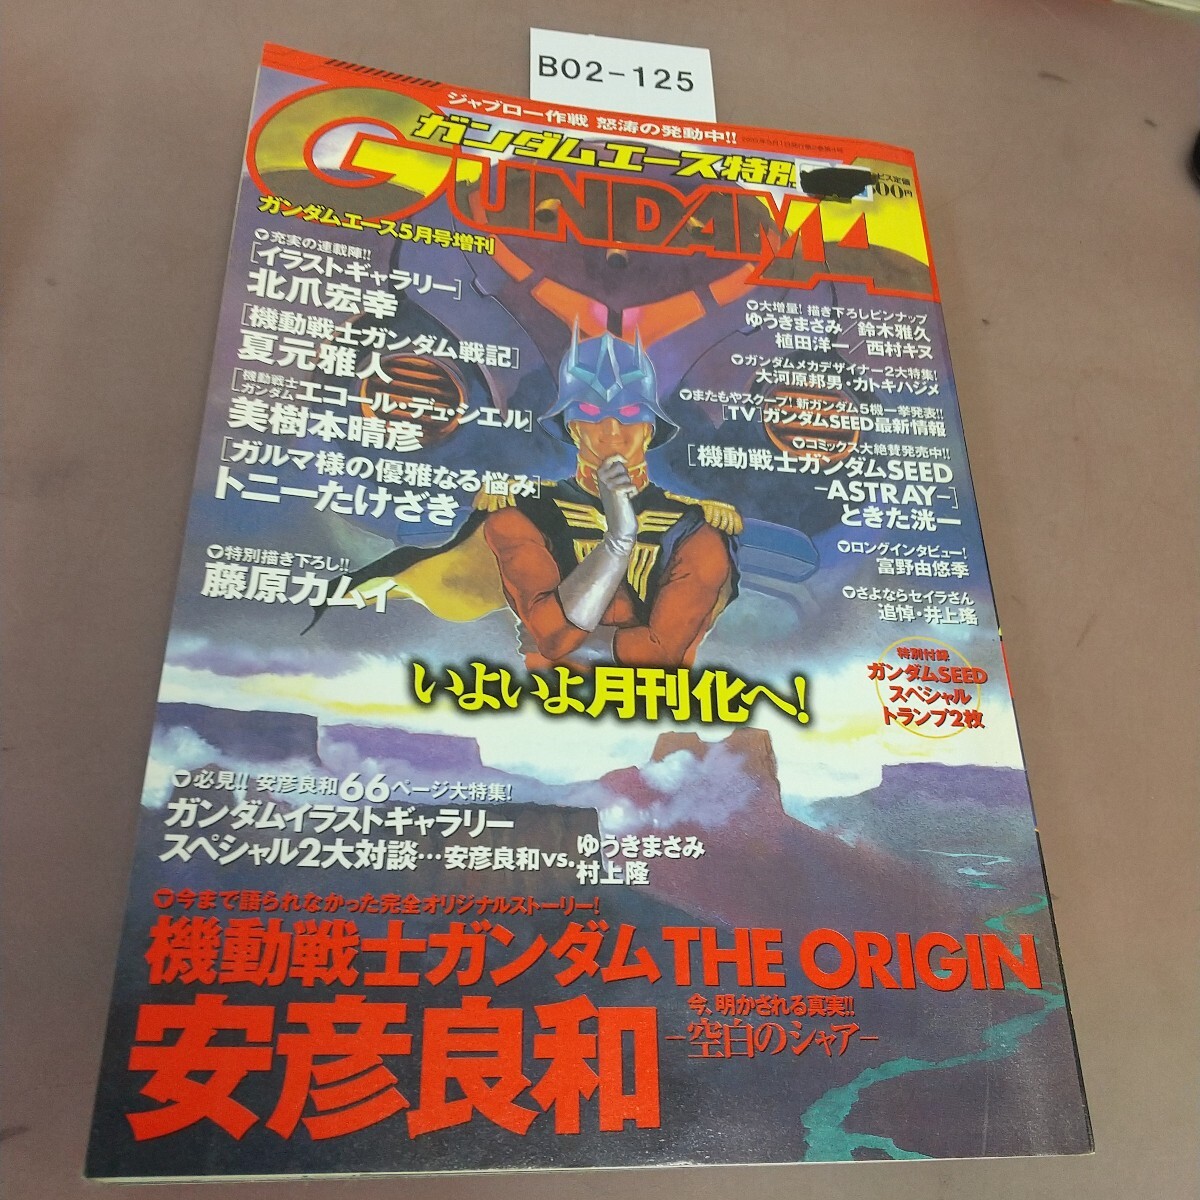 B02-125
ジャブロー作戦 怒涛の発動中!!
ガンダムエース特別
GUNDAM A
00円
ガンダムエース5月号増刊
充実の連載陣!!
[イラストギャラリー]
北爪宏幸
[機動戦士ガンダム戦記]
夏元雅人
[機動戦士ガンダム エコール・デュ・シエル]
美樹本晴彦
[ガルマ様の優雅なる悩み]
トニーたけざき
特別描き下ろし!!
藤原カムイ
大増量! 描き下ろしピンナップ
ゆうきまさみ/鈴木雅久
植田洋一/西村キヌ
ガンダムメカデザイナー2大特集!
大河原邦男・カトキハジメ
またもやスクープ! 新ガンダム5機一挙発表!!
[TV]ガンダムSEED最新情報
コミックス大絶賛発売中!!
[機動戦士ガンダムSEED
-ASTRAY-]
ときた洸一
ロングインタビュー!
富野由悠季
さよならセイラさん
追悼・井上瑤
特別付録
ガンダムSEED
スペシャル
トランプ2枚
いよいよ月刊化へ!
必見!! 安彦良和66ページ大特集!
ガンダムイラストギャラリー
スペシャル2大対談…安彦良和vs.ゆうきまさみ
村上隆
今まで語られなかった完全オリジナルストーリー!
機動戦士ガンダム THE ORIGIN
安彦良和
今、明かされる真実!!
-空白のシャア-